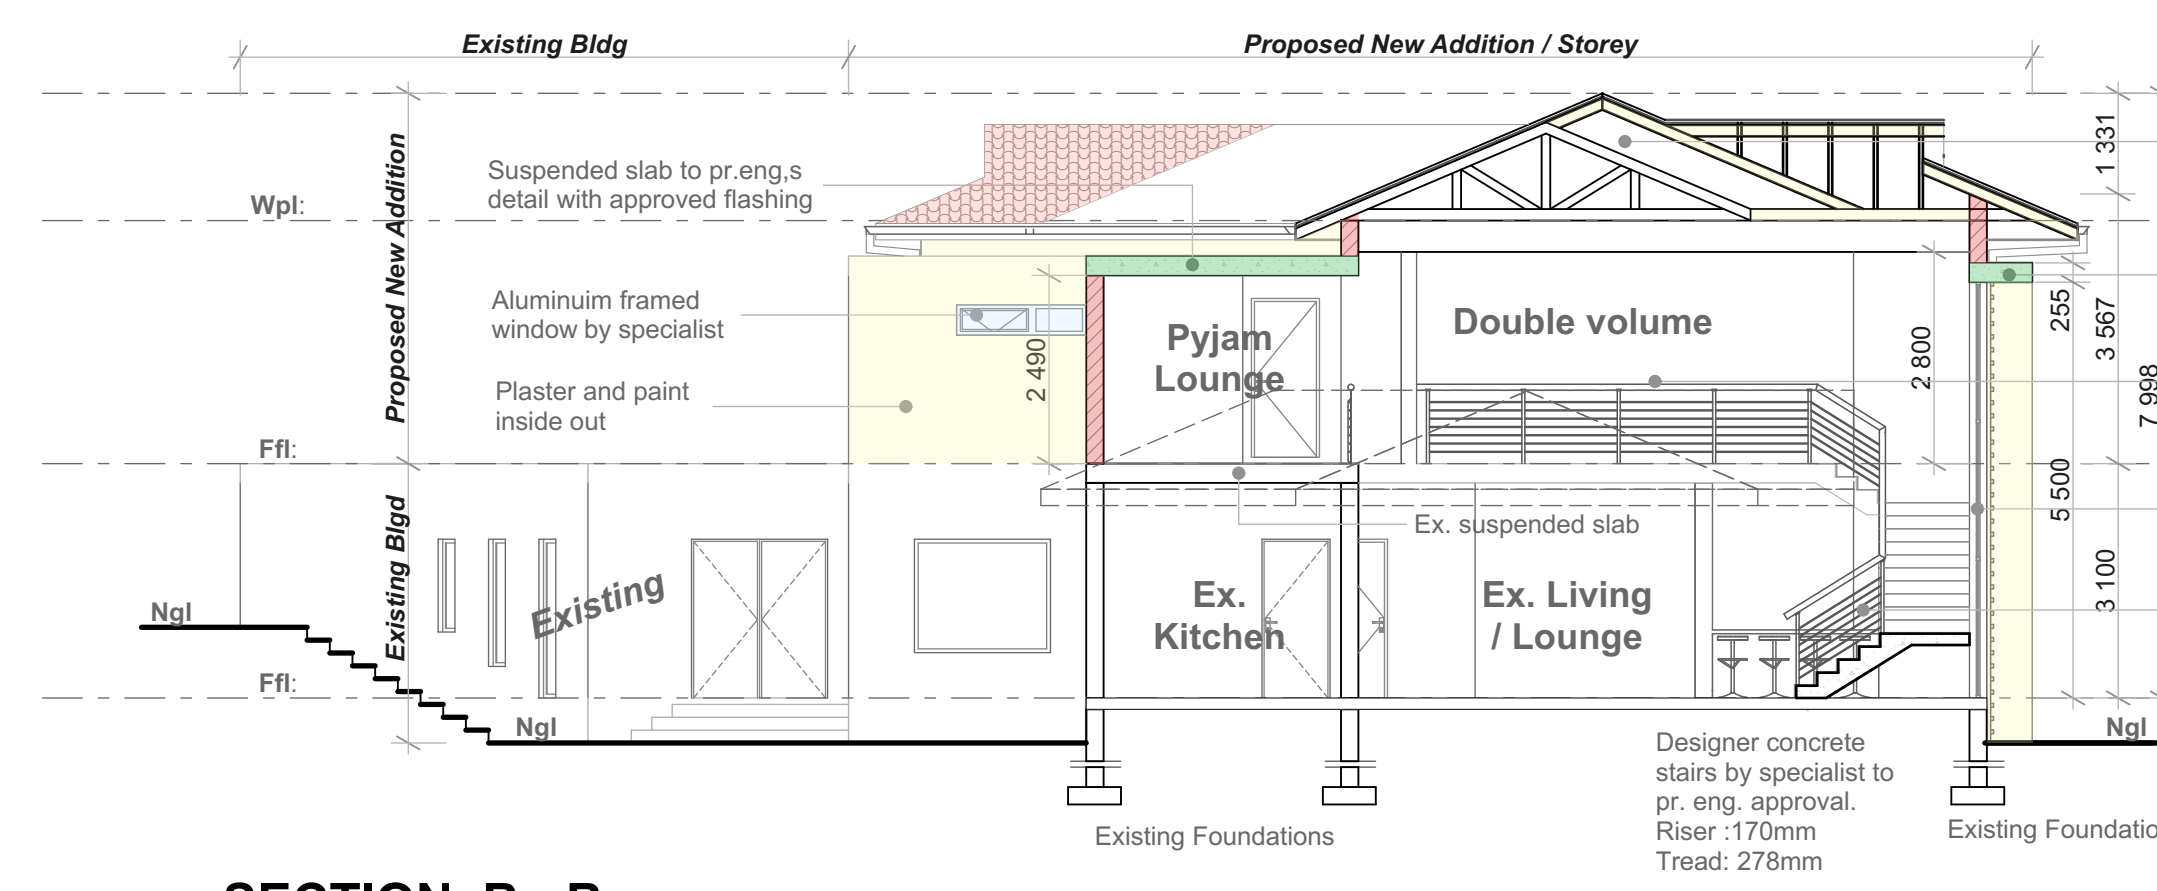 Existing Bldg
Proposed New Addition / Storey
Proposed New Addition
1 331
Suspended slab to pr.eng,s
detail with approved flashing
Wpl:
Aluminuim framed
window by specialist
2 490
Pyjam
Lounge
Double volume
2 800
255
3 567
7 998
Plaster and paint
inside out
Ffl:
Existing Blgd
Existing
Ex. suspended slab
5 500
3 100
Ngl
Ex.
Kitchen
Ex. Living
/ Lounge
Ffl:
Ngl
Ngl
Designer concrete
stairs by specialist to
pr. eng. approval.
Riser :170mm
Tread: 278mm
Existing Foundations
Existing Foundatio